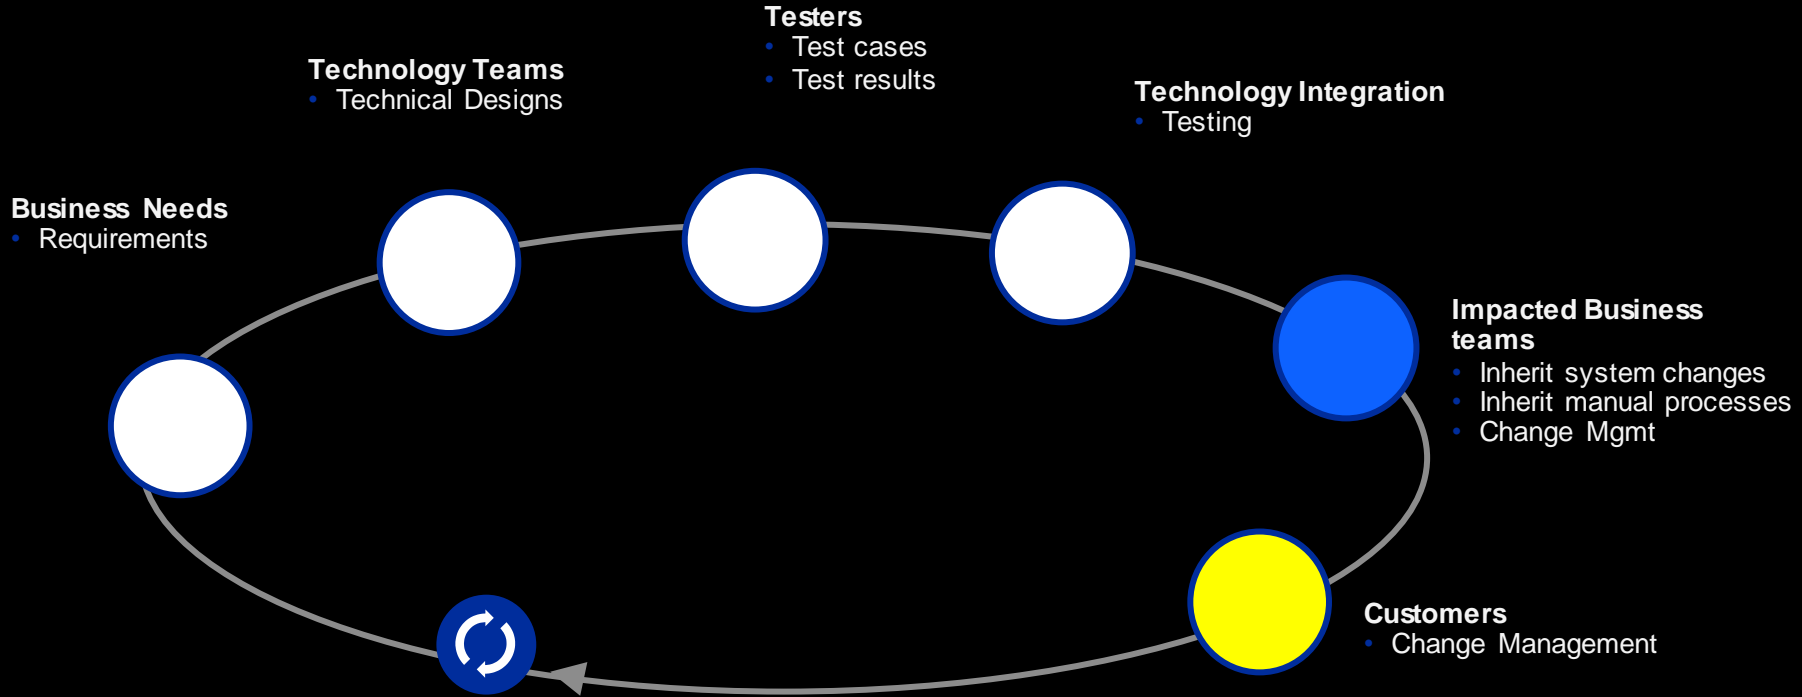 Business Needs
• Requirements
Technology Teams
• Technical Designs
Testers
• Test cases
• Test results
Technology Integration
• Testing
Impacted Business
teams
• Inherit system changes
• Inherit manual processes
• Change Mgmt
Customers
• Change Management